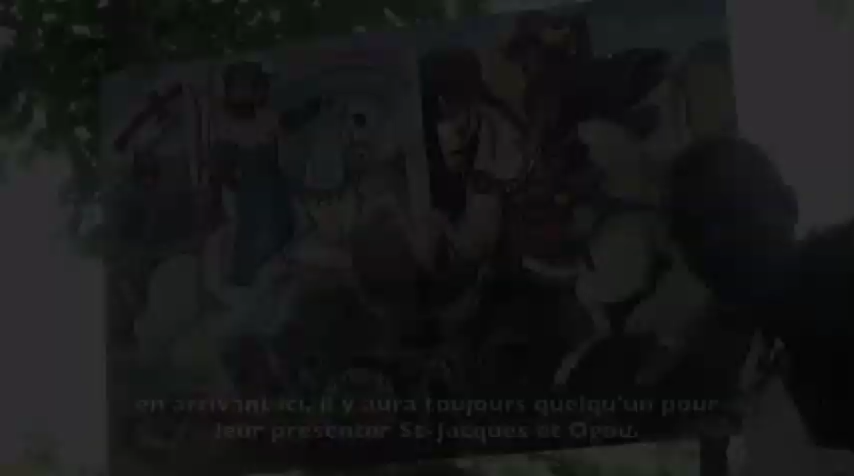 en arrivant ici, il y aura toujours quelqu'un pour
leur présenter St-Jacques et Ogou.